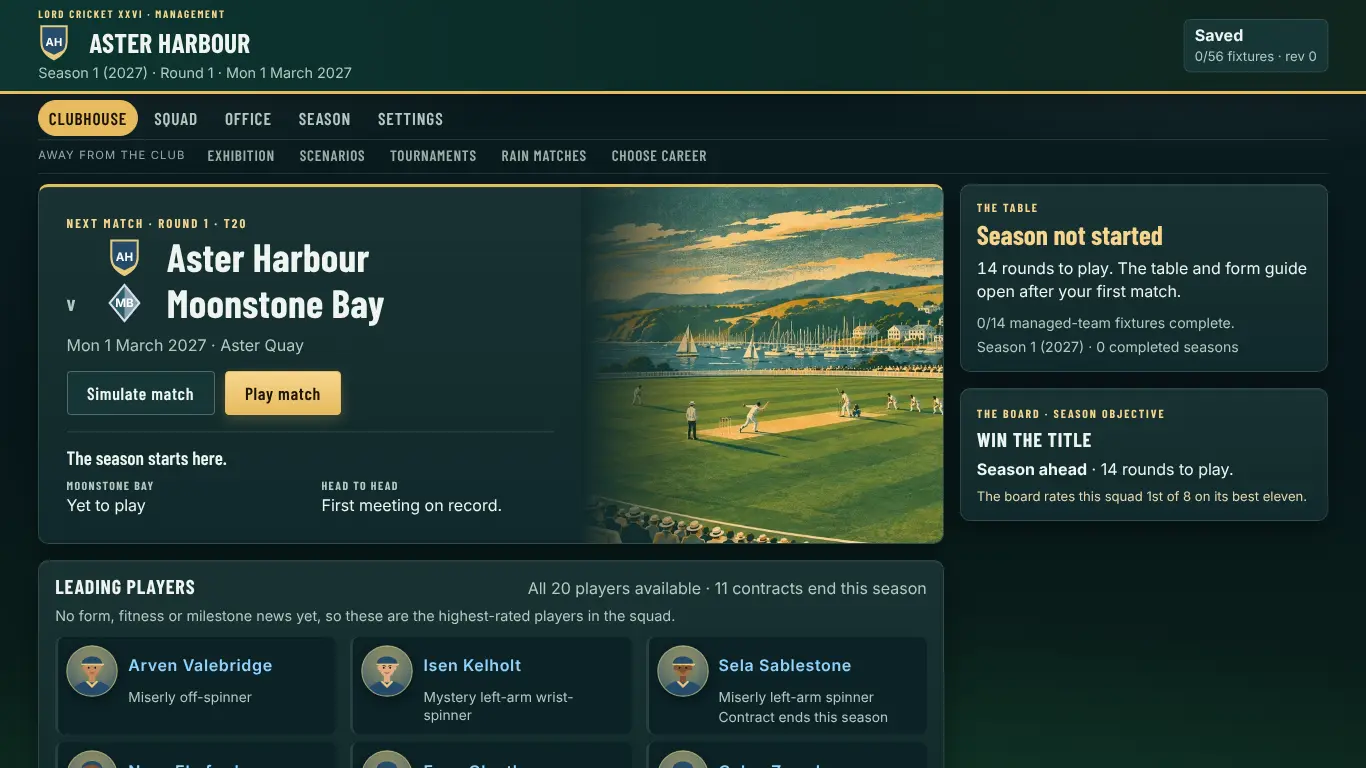 LORD CRICKET XXVI · MANAGEMENT
AH
ASTER HARBOUR
Season 1 (2027) · Round 1 · Mon 1 March 2027
Saved
0/56 fixtures · rev 0
CLUBHOUSE SQUAD OFFICE SEASON SETTINGS
AWAY FROM THE CLUB EXHIBITION SCENARIOS TOURNAMENTS RAIN MATCHES CHOOSE CAREER
NEXT MATCH · ROUND 1 · T20
AH Aster Harbour
v MB Moonstone Bay
Mon 1 March 2027 · Aster Quay
Simulate match Play match
The season starts here.
MOONSTONE BAY
Yet to play
HEAD TO HEAD
First meeting on record.
THE TABLE
Season not started
14 rounds to play. The table and form guide
open after your first match.
0/14 managed-team fixtures complete.
Season 1 (2027) · 0 completed seasons
THE BOARD · SEASON OBJECTIVE
WIN THE TITLE
Season ahead · 14 rounds to play.
The board rates this squad 1st of 8 on its best eleven.
LEADING PLAYERS
All 20 players available · 11 contracts end this season
No form, fitness or milestone news yet, so these are the highest-rated players in the squad.
Arven Valebridge
Miserly off-spinner
Isen Kelholt
Mystery left-arm wrist-
spinner
Sela Sablestone
Miserly left-arm spinner
Contract ends this season